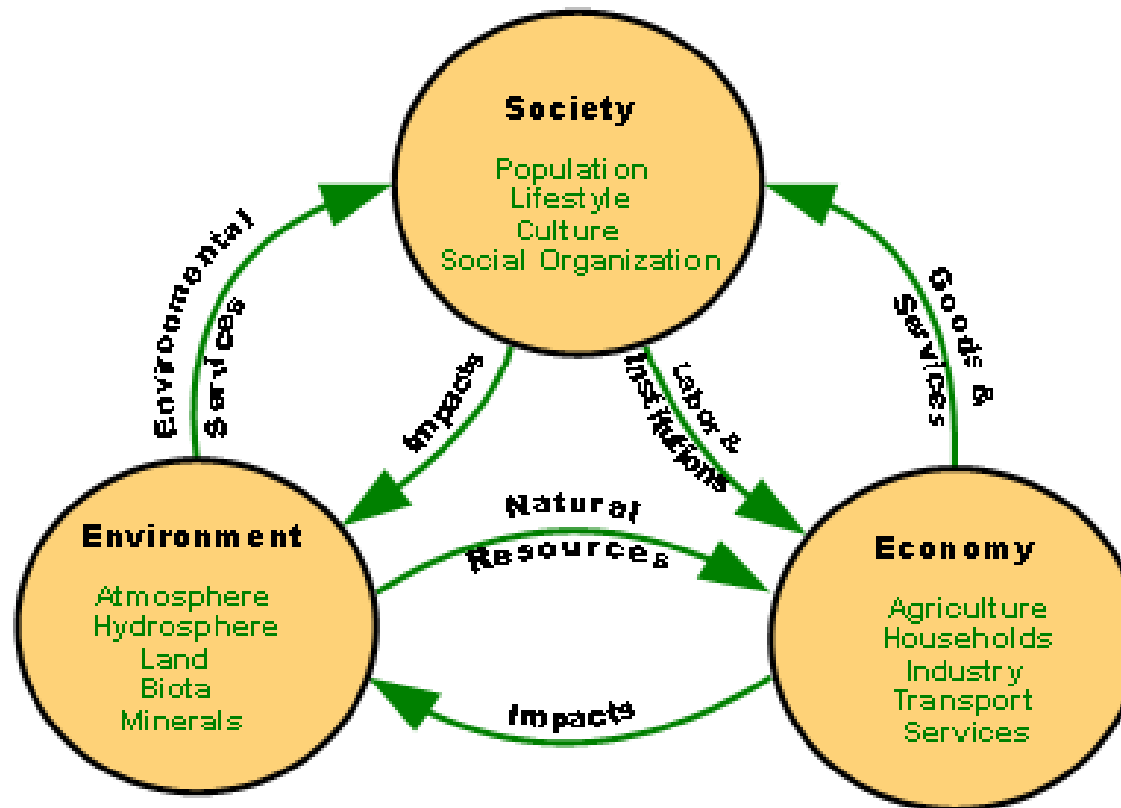 Society
Population
Lifestyle
Culture
Social Organization
Environmental
Services
Impacts
Labor &
Institutions
Goods &
Services
Natural
Resources
Environment
Atmosphere
Hydrosphere
Land
Biota
Minerals
Economy
Agriculture
Households
Industry
Transport
Services
Impacts